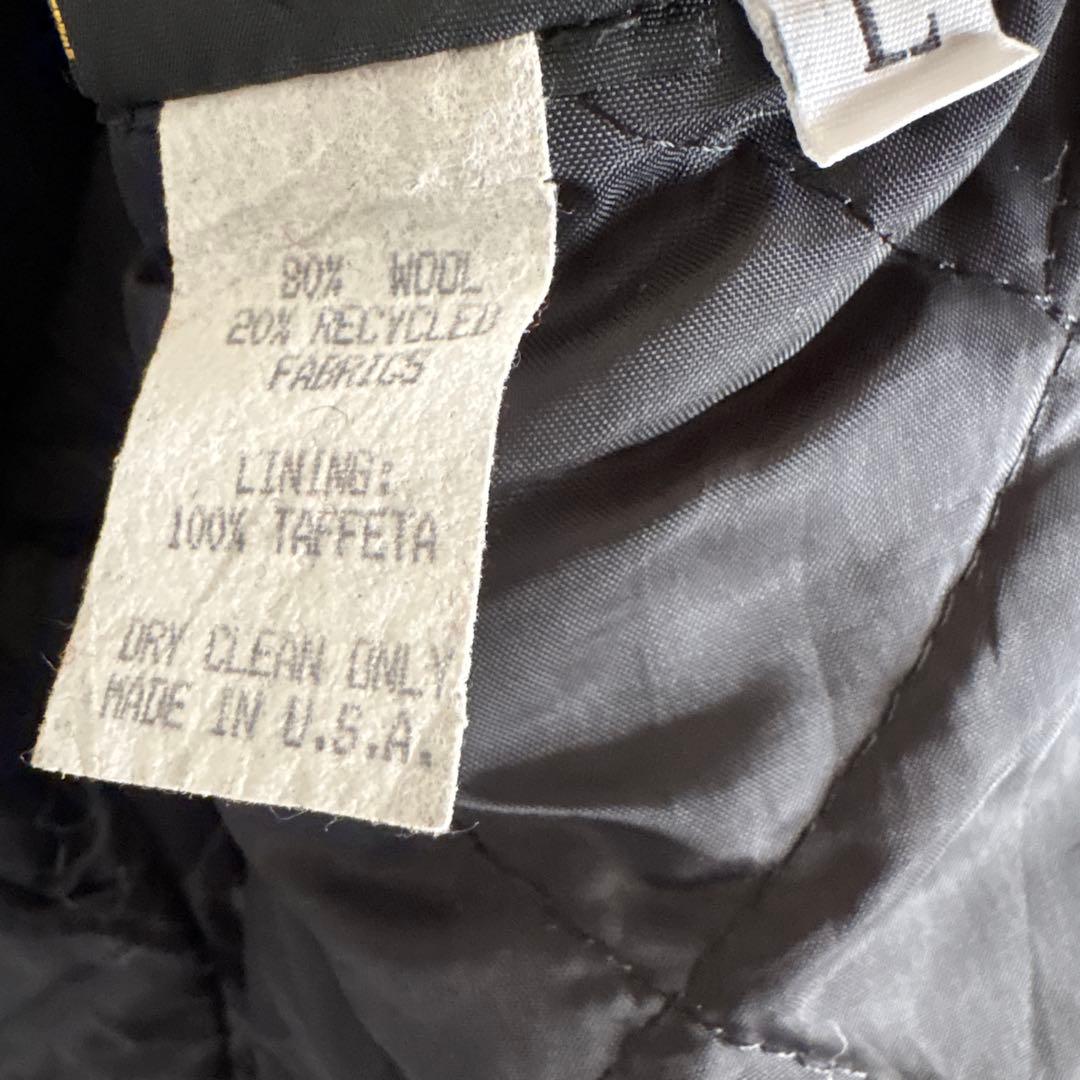 L
80% WOOL
20% RECYCLED
FABRICS
LINING:
100% TAFFETA
DRY CLEAN ONLY
MADE IN U.S.A.